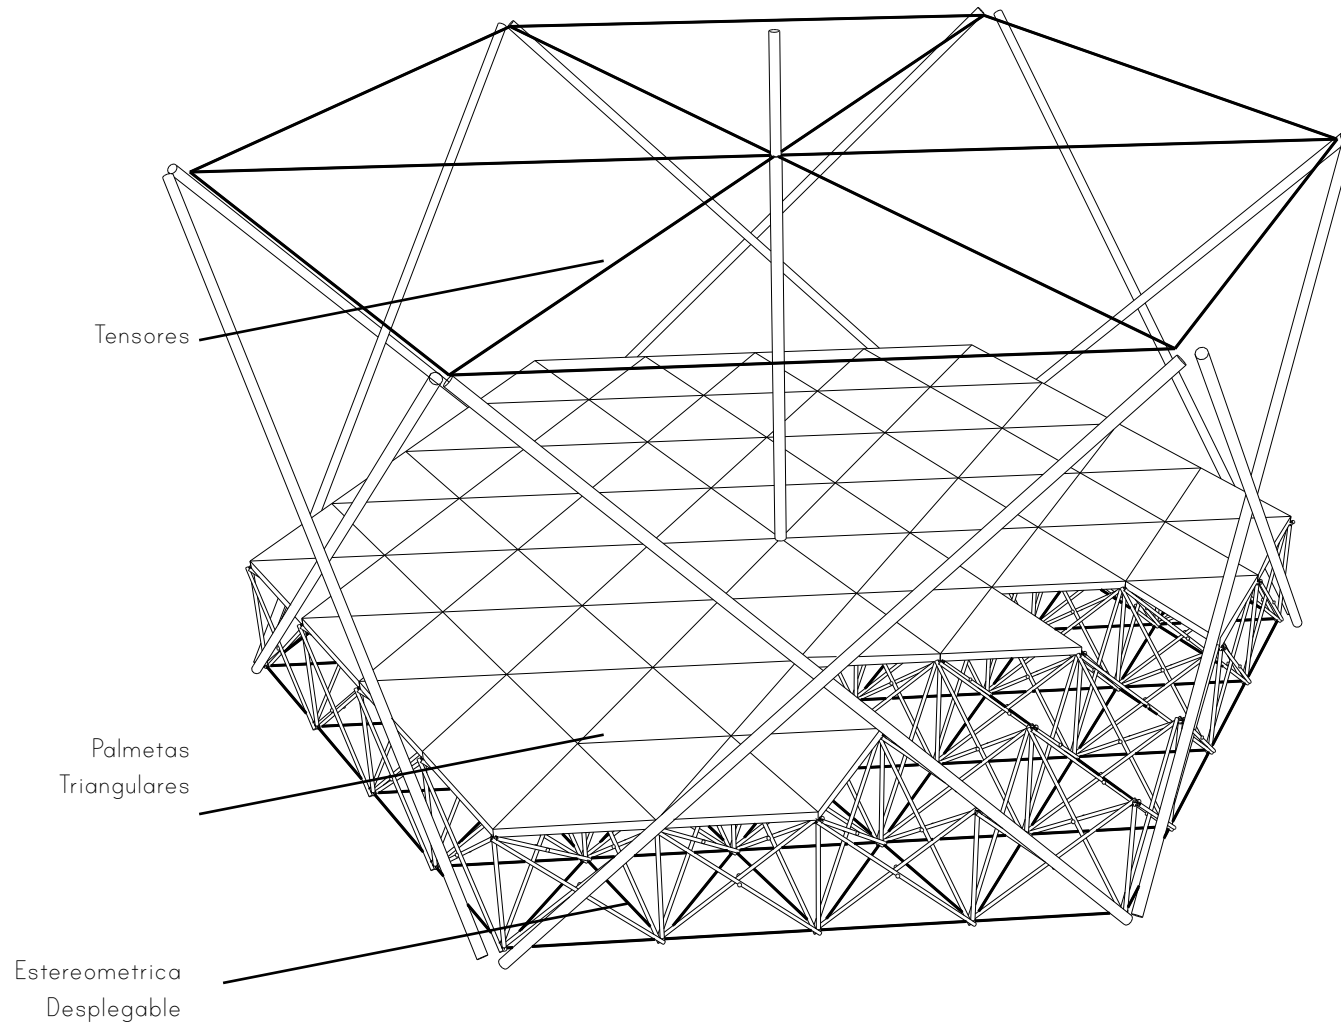 Tensores
Palmetas
Triangulares
Estereometrica
Desplegable